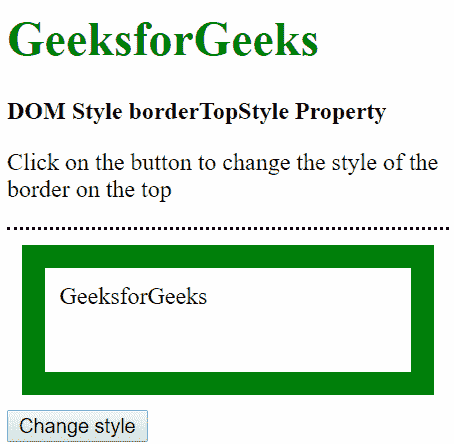 GeeksforGeeks
DOM Style borderTopStyle Property
Click on the button to change the style of the
border on the top
GeeksforGeeks
Change style